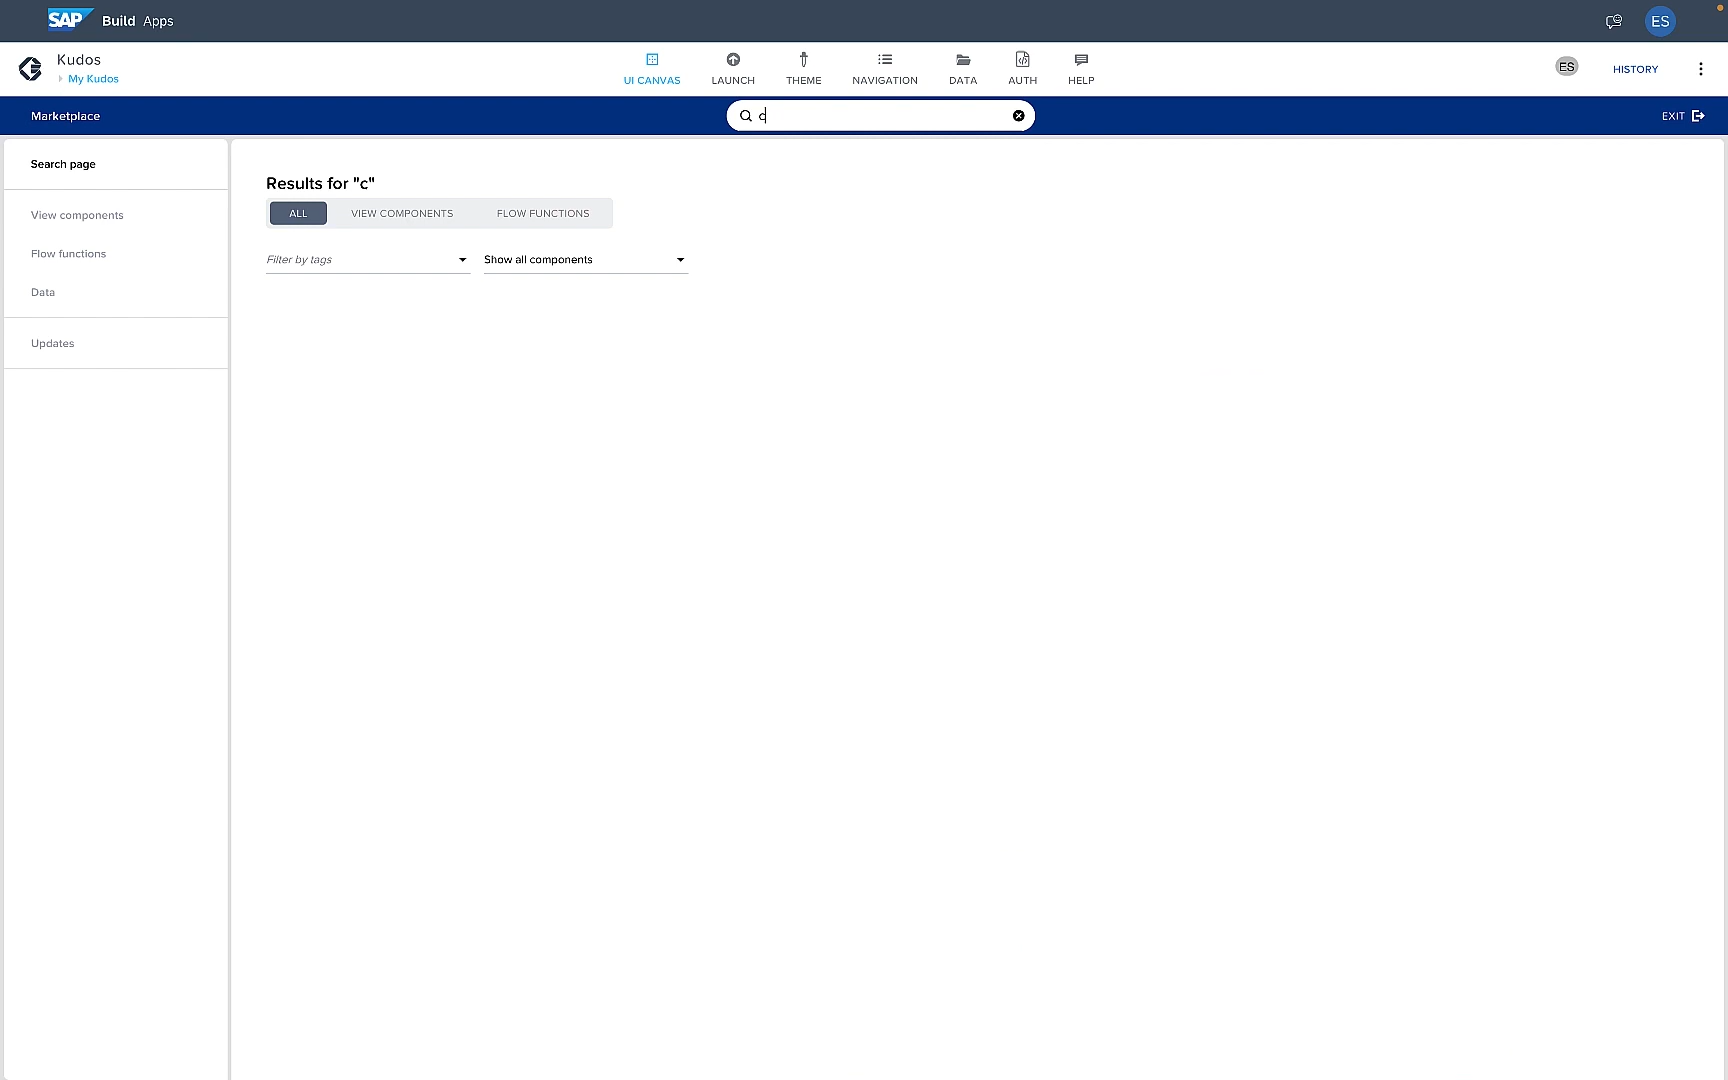 SAP Build Apps
ES
Kudos
My Kudos
UI CANVAS
LAUNCH
THEME
NAVIGATION
DATA
AUTH
HELP
ES
HISTORY
Marketplace
c
EXIT
Search page
View components
Flow functions
Data
Updates
Results for "c"
ALL
VIEW COMPONENTS
FLOW FUNCTIONS
Filter by tags
Show all components